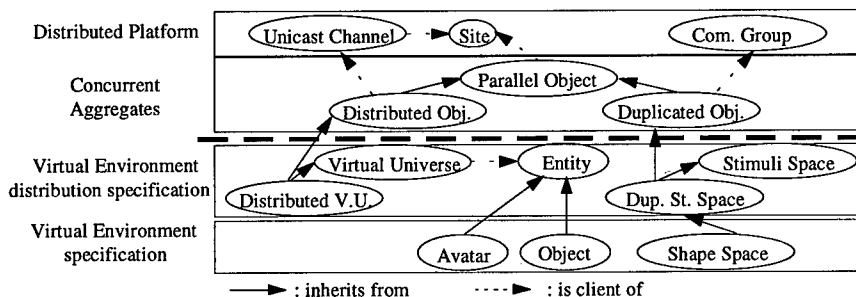 Distributed Platform
Unicast Channel
Site
Com. Group
Concurrent
Aggregates
Parallel Object
Distributed Obj.
Duplicated Obj.
Virtual Environment
distribution specification
Virtual Universe
Entity
Stimuli Space
Distributed V.U.
Dup. St. Space
Virtual Environment
specification
Avatar
Object
Shape Space
: inherits from
: is client of